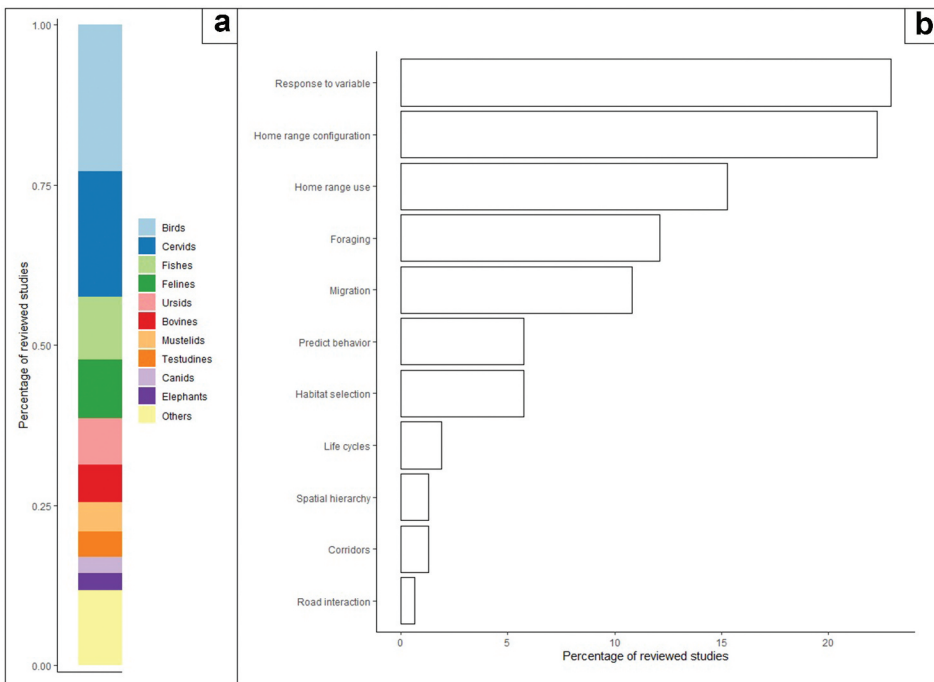 a
Percentage of reviewed studies
1.00
0.75
0.50
0.25
0.00
Birds
Cervids
Fishes
Felines
Ursids
Bovines
Mustelids
Testudines
Canids
Elephants
Others
b
Response to variable
Home range configuration
Home range use
Foraging
Migration
Predict behavior
Habitat selection
Life cycles
Spatial hierarchy
Corridors
Road interaction
0 5 10 15 20
Percentage of reviewed studies